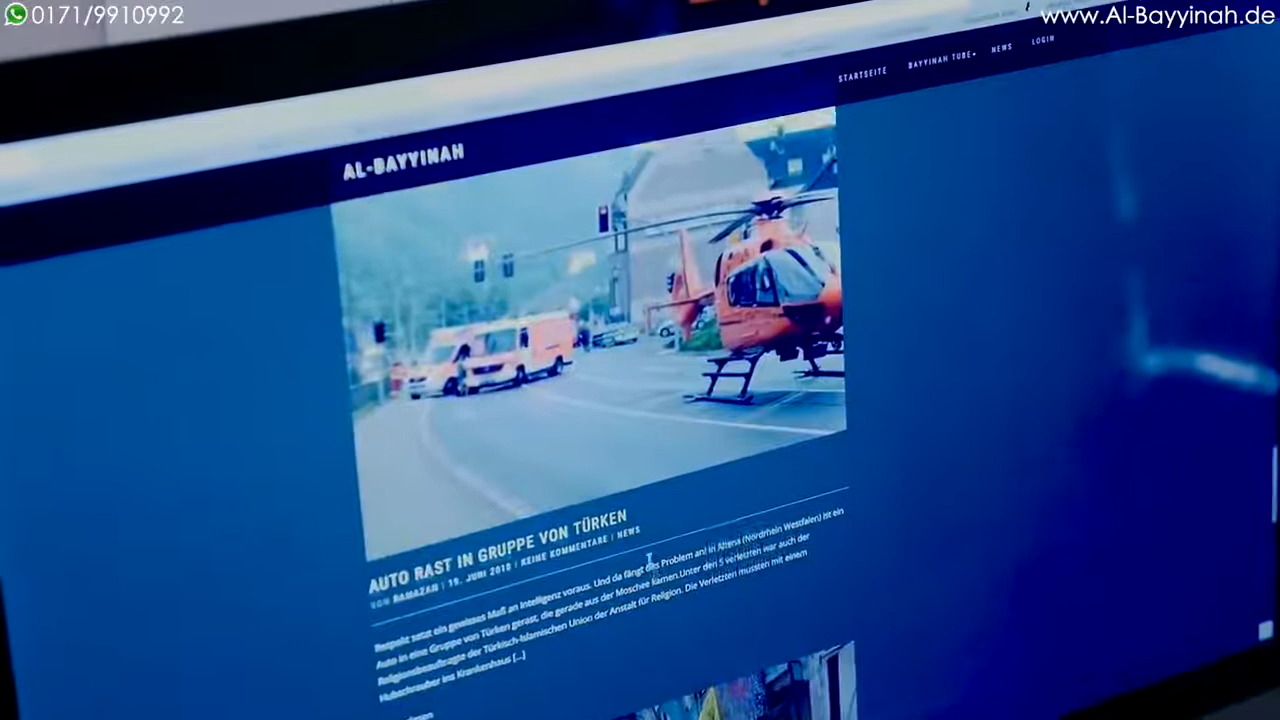 0171/9910992
www.Al-Bayyinah.de
STARTSEITE BAYYINAH TUBE NEWS LOGIN
AL-BAYYINAH
AUTO RAST IN GRUPPE VON TÜRKEN
VON RAMAZAN | 19. JUNI 2018 | KEINE KOMMENTARE | NEWS
Respekt setzt ein gewisses Maß an Intelligenz voraus. Und da fängt das Problem an! In Altena (Nordrhein Westfalen) ist ein
Auto in eine Gruppe von Türken gerast, die gerade aus der Moschee kamen.Unter den 5 verletzten war auch der
Religionsbeauftragte der Türkisch-Islamischen Union der Anstalt für Religion. Die Verletzten mussten mit einem
Hubschrauber ins Krankenhaus [...]